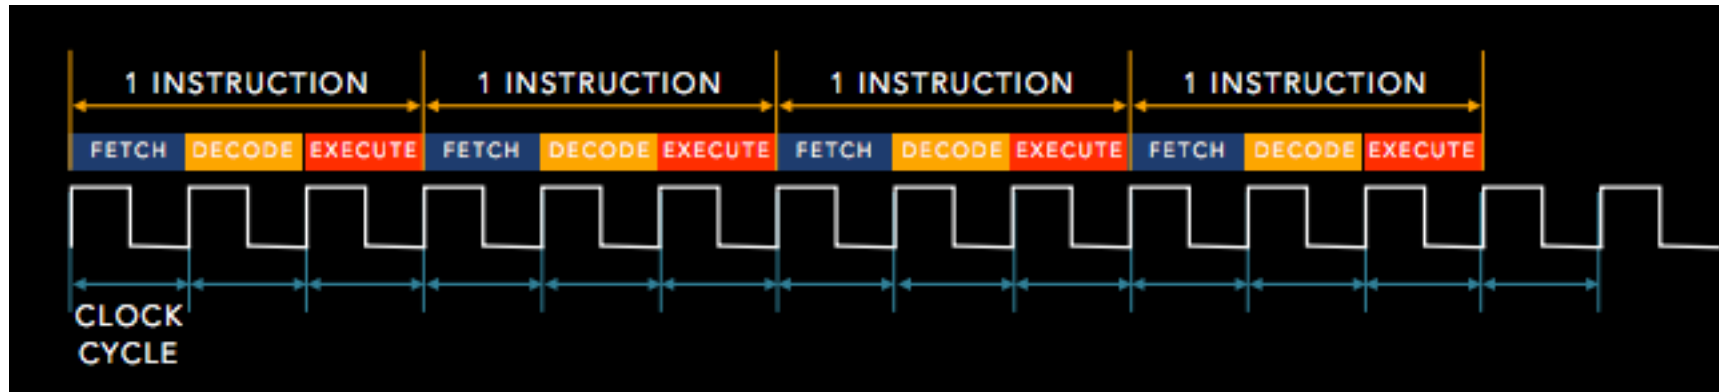 1 INSTRUCTION 1 INSTRUCTION 1 INSTRUCTION 1 INSTRUCTION
FETCH DECODE EXECUTE FETCH DECODE EXECUTE FETCH DECODE EXECUTE FETCH DECODE EXECUTE
CLOCK
CYCLE